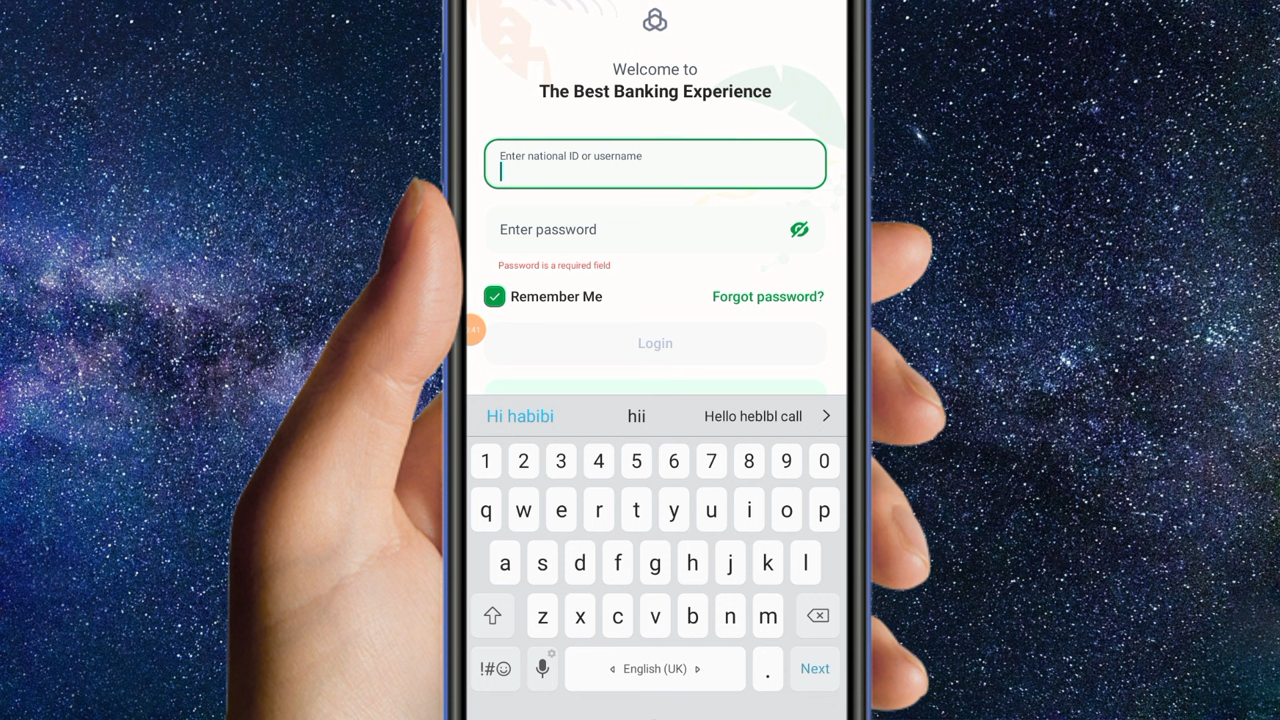 Welcome to
The Best Banking Experience
Enter national ID or username
Enter password
Password is a required field
Remember Me
Forgot password?
:41
Login
Hi habibi
hii
Hello heblbl call
1 2 3 4 5 6 7 8 9 0
q w e r t y u i o p
a s d f g h j k l
z x c v b n m
!#☺
English (UK)
.
Next